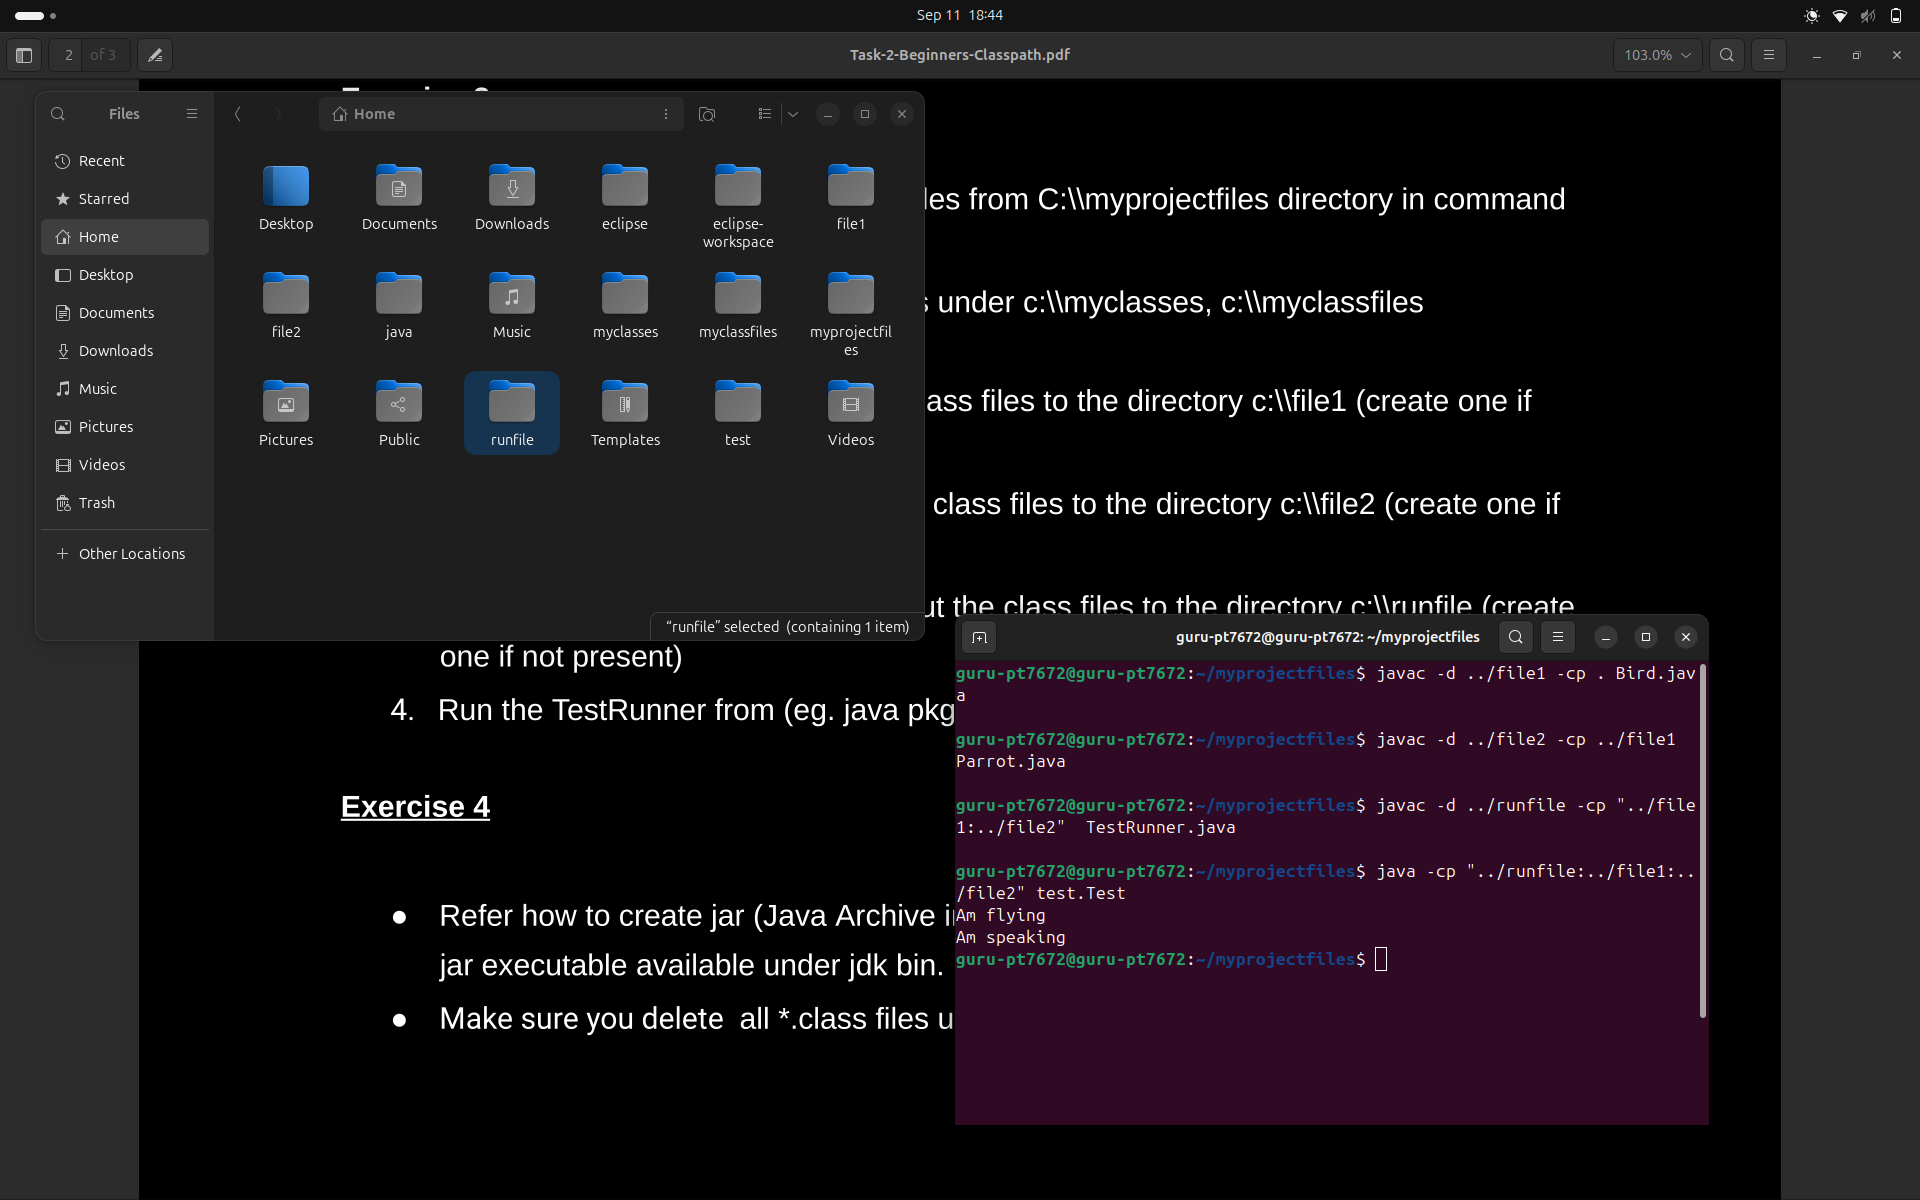 Sep 11 18:44
2 of 3
Task-2-Beginners-Classpath.pdf
103.0%
Files
Home
Recent
Starred
Home
Desktop
Documents
Downloads
Music
Pictures
Videos
Trash
Other Locations
Desktop
Documents
Downloads
eclipse
eclipse-
workspace
file1
file2
java
Music
myclasses
myclassfiles
myprojectfil
es
Pictures
Public
runfile
Templates
test
Videos
“runfile” selected (containing 1 item)
les from C:\\myprojectfiles directory in command
under c:\\myclasses, c:\\myclassfiles
ass files to the directory c:\\file1 (create one if
class files to the directory c:\\file2 (create one if
ut the class files to the directory c:\\runfile (create
one if not present)
4. Run the TestRunner from (eg. java pkg
Exercise 4
● Refer how to create jar (Java Archive i
jar executable available under jdk bin.
● Make sure you delete all *.class files u
guru-pt7672@guru-pt7672: ~/myprojectfiles
guru-pt7672@guru-pt7672:~/myprojectfiles$ javac -d ../file1 -cp . Bird.jav
a
guru-pt7672@guru-pt7672:~/myprojectfiles$ javac -d ../file2 -cp ../file1
Parrot.java
guru-pt7672@guru-pt7672:~/myprojectfiles$ javac -d ../runfile -cp "../file
1:../file2"  TestRunner.java
guru-pt7672@guru-pt7672:~/myprojectfiles$ java -cp "../runfile:../file1:..
/file2" test.Test
Am flying
Am speaking
guru-pt7672@guru-pt7672:~/myprojectfiles$